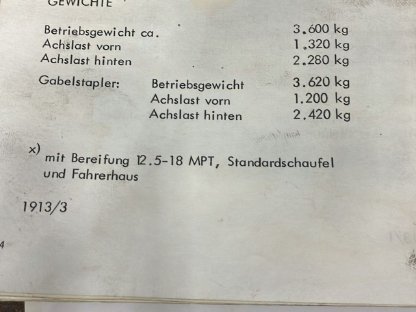 GEWICHTE
Betriebsgewicht ca. 3.600 kg
Achslast vorn 1.320 kg
Achslast hinten 2.280 kg
Gabelstapler: Betriebsgewicht 3.620 kg
Achslast vorn 1.200 kg
Achslast hinten 2.420 kg
x) mit Bereifung 12.5-18 MPT, Standardschaufel
und Fahrerhaus
1913/3
4